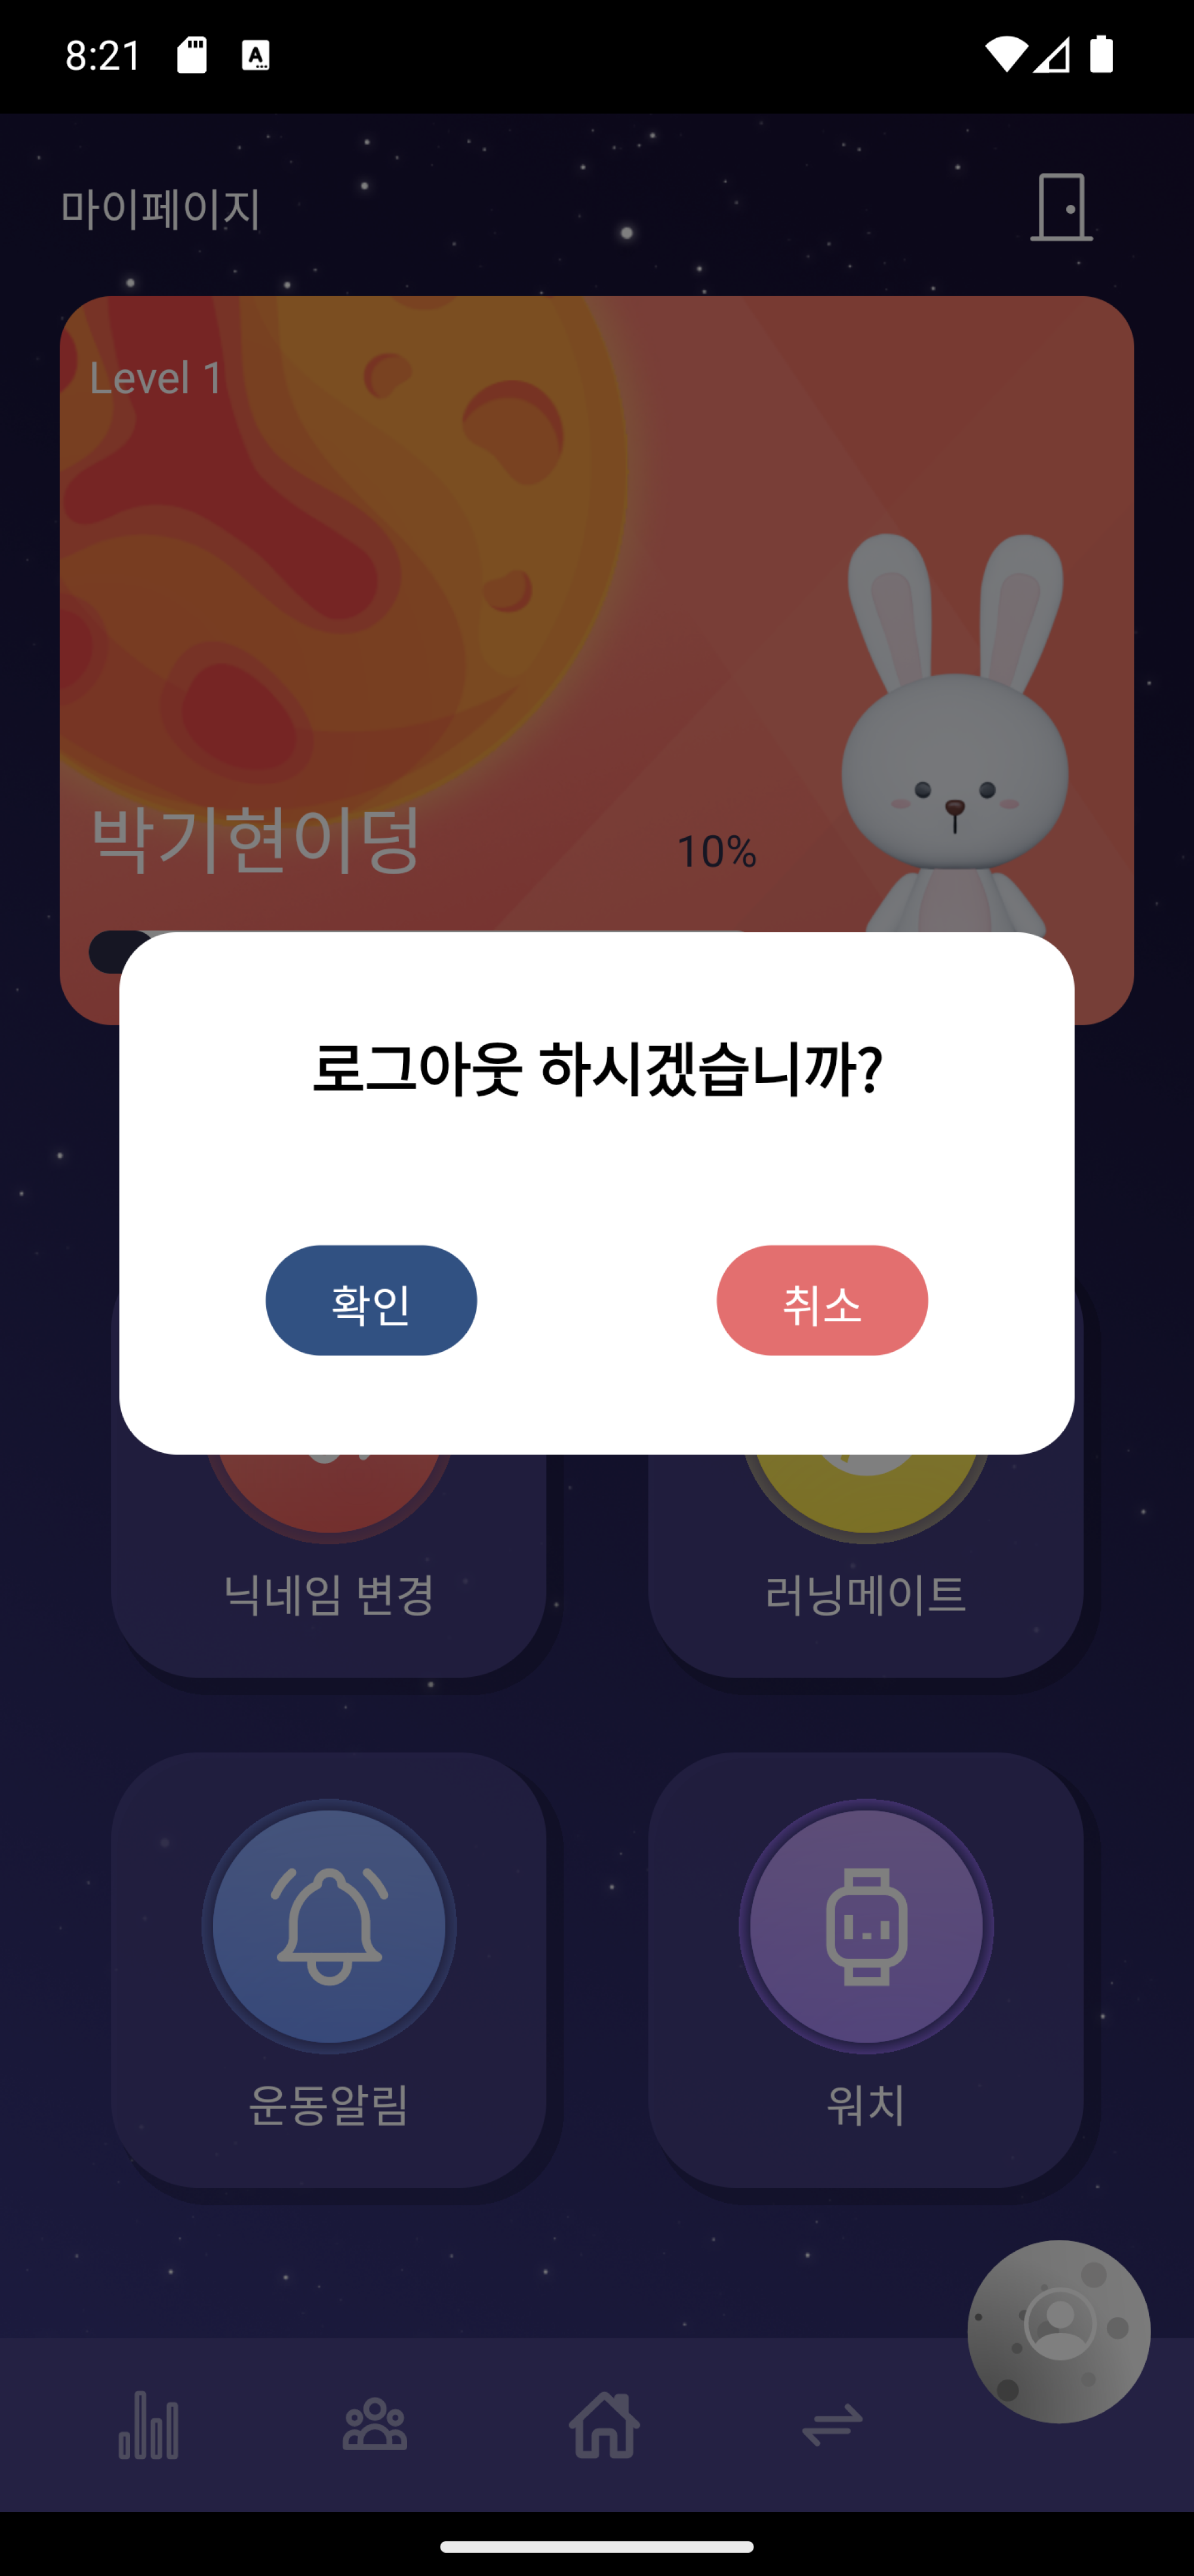 8:21
마이페이지
Level 1
박기현이덩
10%
로그아웃 하시겠습니까?
확인
취소
닉네임 변경
러닝메이트
운동알림
워치